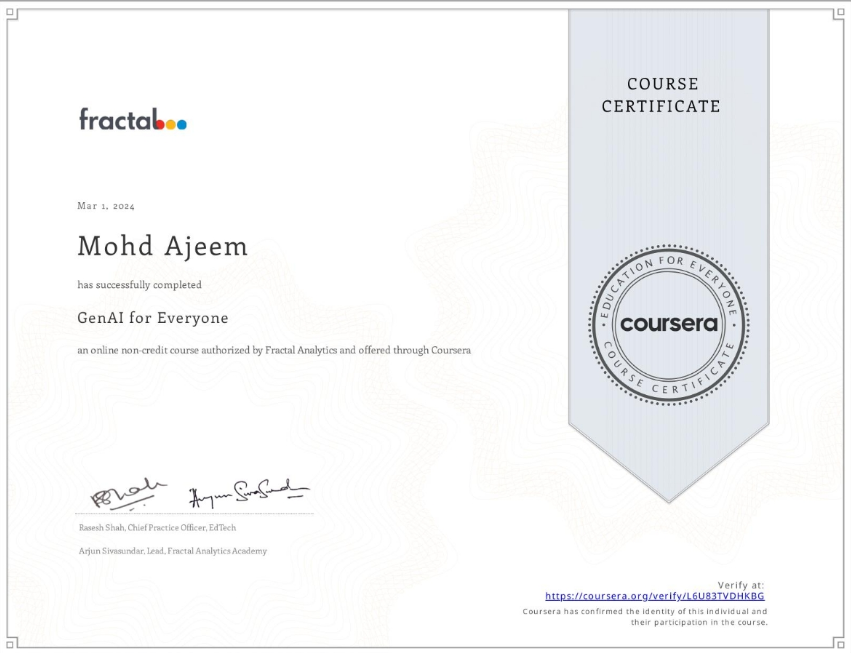 COURSE
CERTIFICATE
fractal
Mar 1, 2024
Mohd Ajeem
has successfully completed
GenAI for Everyone
an online non-credit course authorized by Fractal Analytics and offered through Coursera
EDUCATION FOR EVERYONE
coursera
COURSE CERTIFICATE
Rasesh Shah, Chief Practice Officer, EdTech
Arjun Sivasundar, Lead, Fractal Analytics Academy
Verify at:
https://coursera.org/verify/L6U83TVDHKBG
Coursera has confirmed the identity of this individual and
their participation in the course.